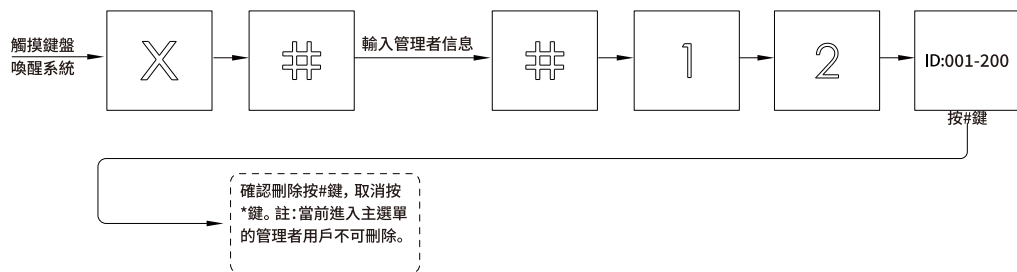 觸摸鍵盤
喚醒系統
X
#
輸入管理者信息
#
1
2
ID:001-200
按#鍵
確認刪除按#鍵，取消按
*鍵。註：當前進入主選單
的管理者用戶不可刪除。